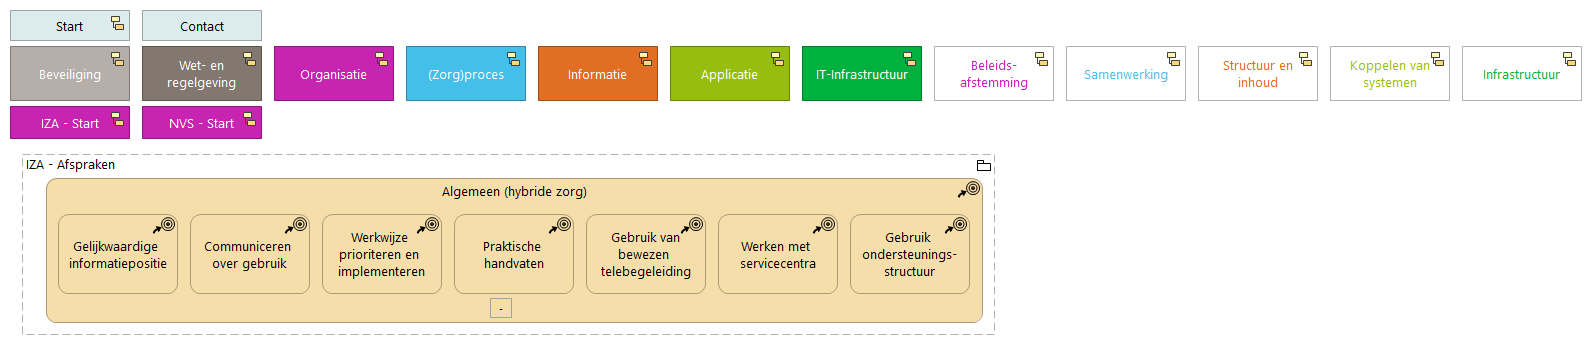 Start
Contact
Beveiliging
Wet- en
regelgeving
Organisatie
(Zorg)proces
Informatie
Applicatie
IT-Infrastructuur
Beleids-
afstemming
Samenwerking
Structuur en
inhoud
Koppelen van
systemen
Infrastructuur
IZA - Start
NVS - Start
IZA - Afspraken
Algemeen (hybride zorg)
Gelijkwaardige
informatiepositie
Communiceren
over gebruik
Werkwijze
prioriteren en
implementeren
Praktische
handvaten
Gebruik van
bewezen
telebegeleiding
Werken met
servicecentra
Gebruik
ondersteunings-
structuur
-